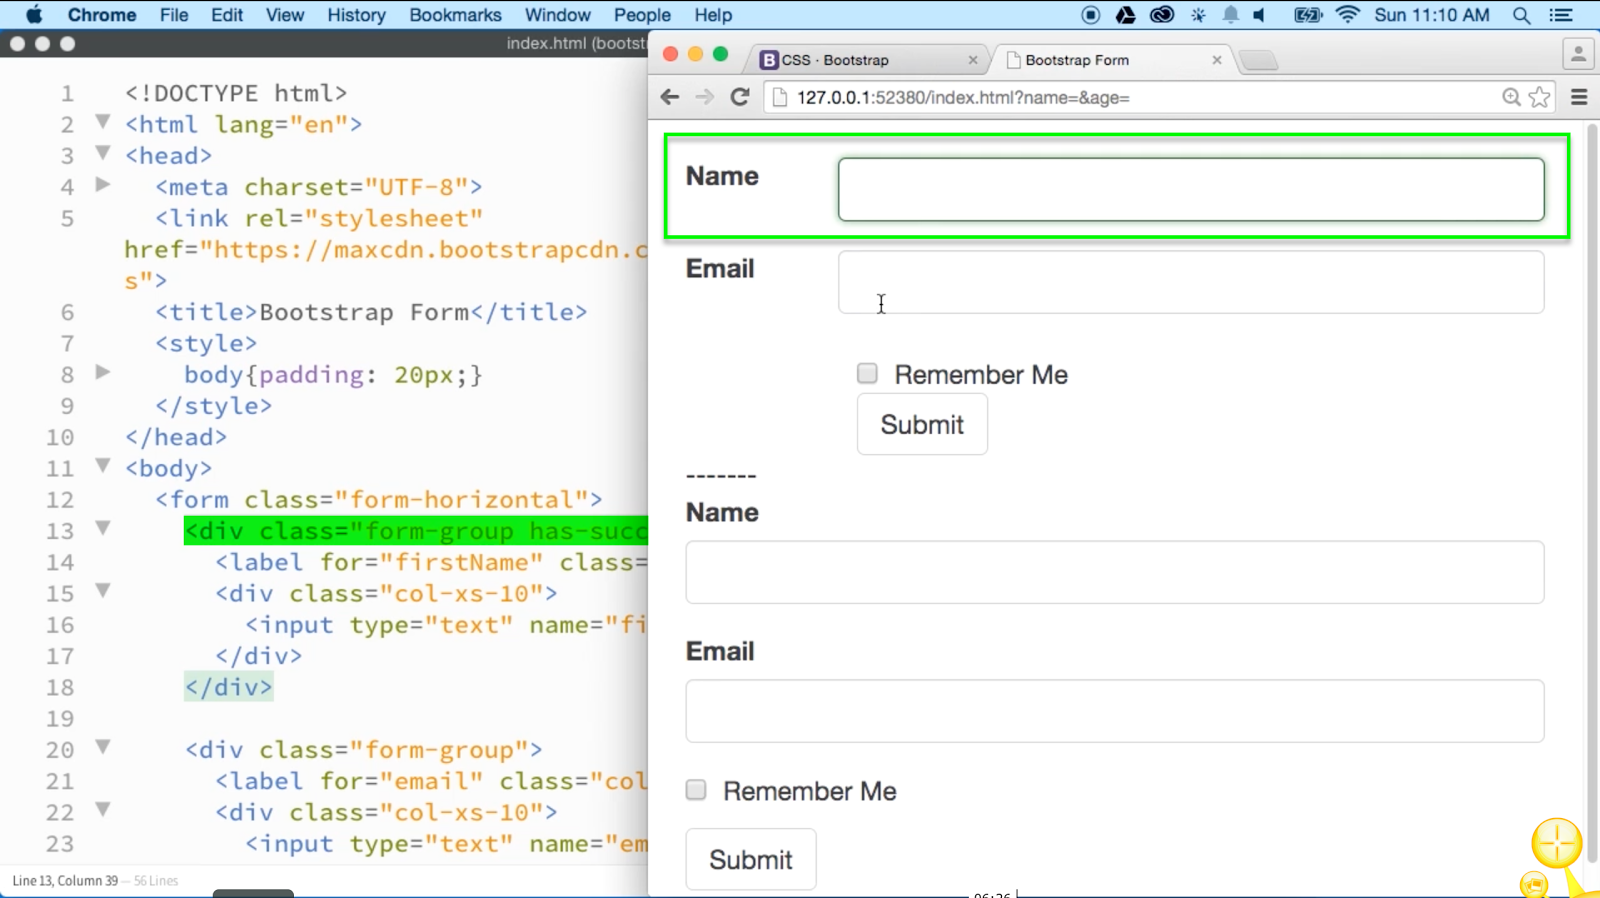 Chrome File Edit View History Bookmarks Window People Help Sun 11:10 AM
index.html (bootst
1 <!DOCTYPE html>
2 <html lang="en">
3 <head>
4 <meta charset="UTF-8">
5 <link rel="stylesheet"
href="https://maxcdn.bootstrapcdn.c
s">
6 <title>Bootstrap Form</title>
7 <style>
8 body{padding: 20px;}
9 </style>
10 </head>
11 <body>
12 <form class="form-horizontal">
13 <div class="form-group has-succ
14 <label for="firstName" class=
15 <div class="col-xs-10">
16 <input type="text" name="fi
17 </div>
18 </div>
19
20 <div class="form-group">
21 <label for="email" class="col
22 <div class="col-xs-10">
23 <input type="text" name="em
Line 13, Column 39 — 56 Lines
B CSS · Bootstrap
Bootstrap Form
127.0.0.1:52380/index.html?name=&age=
Name
Email
Remember Me
Submit
-------
Name
Email
Remember Me
Submit